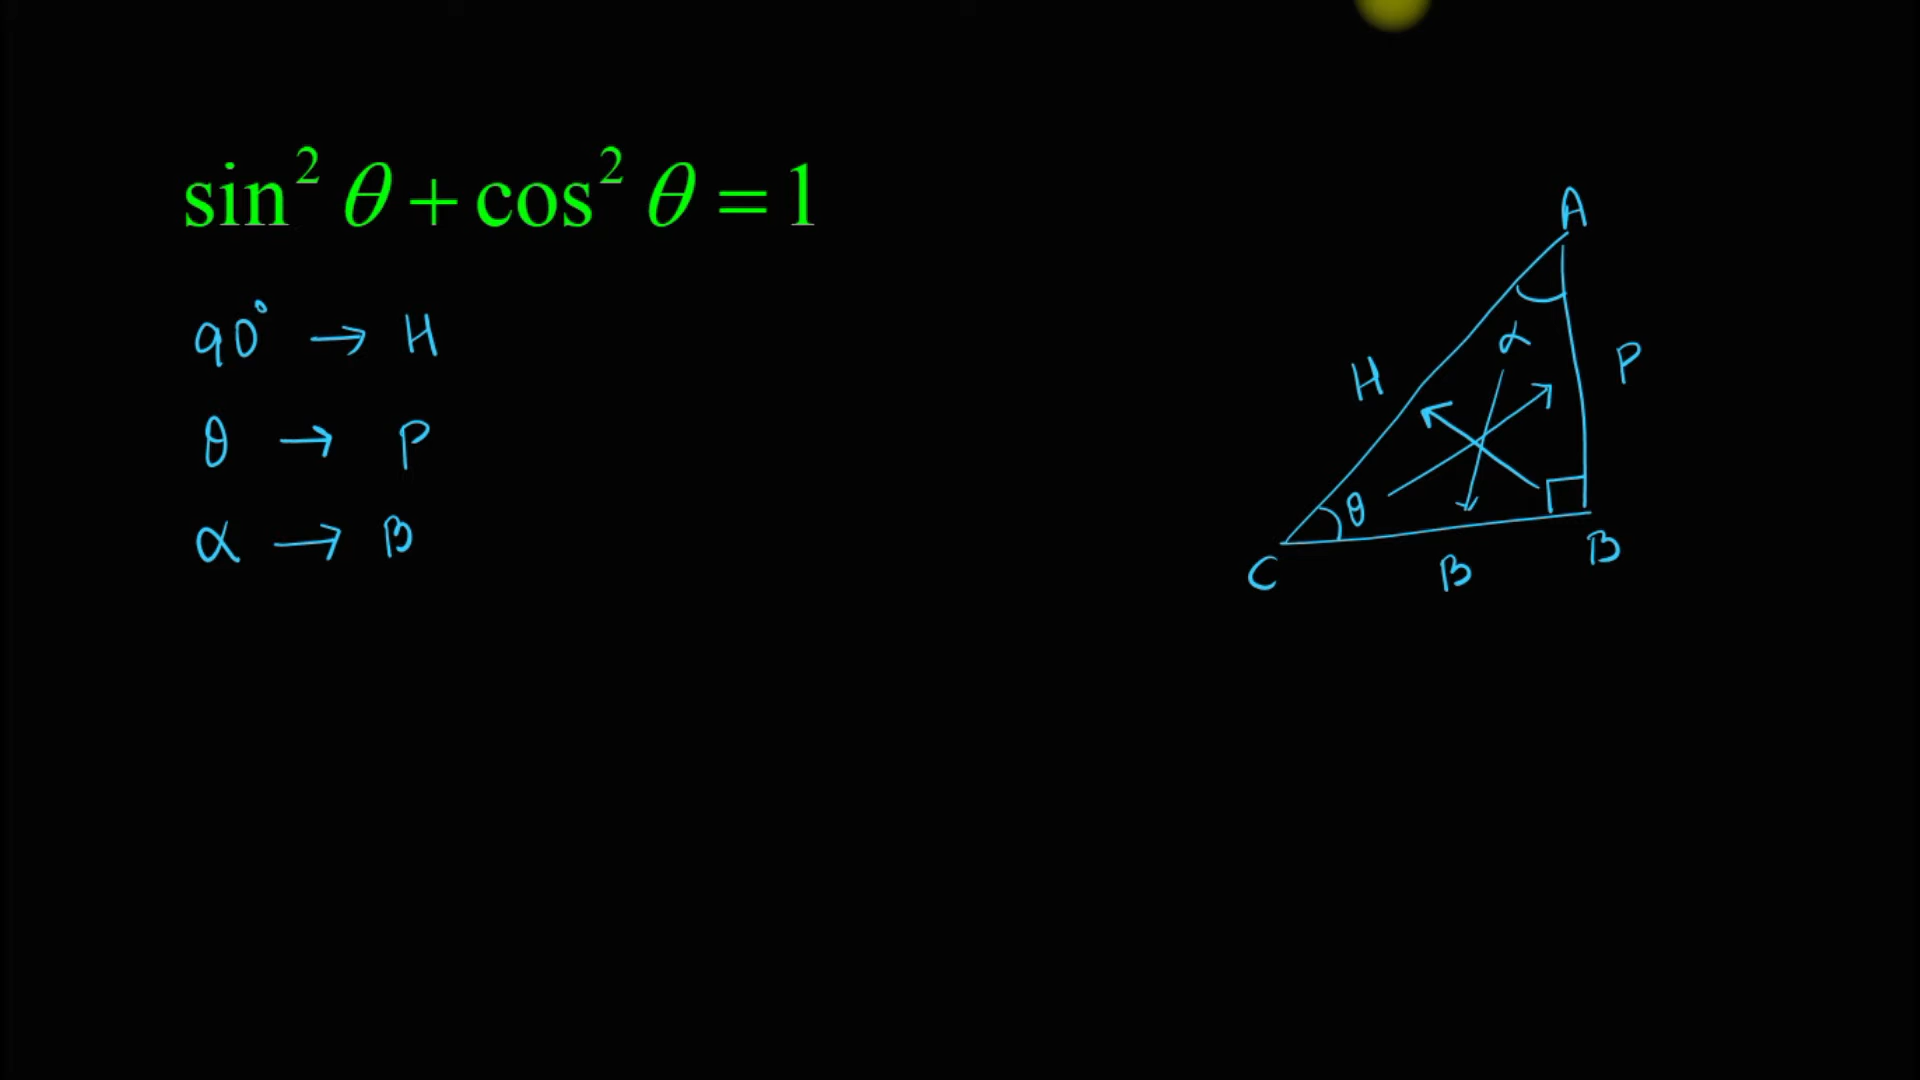 sin² θ + cos² θ = 1
90° → H
θ → P
α → B
A
α
H
P
θ
C
B
B